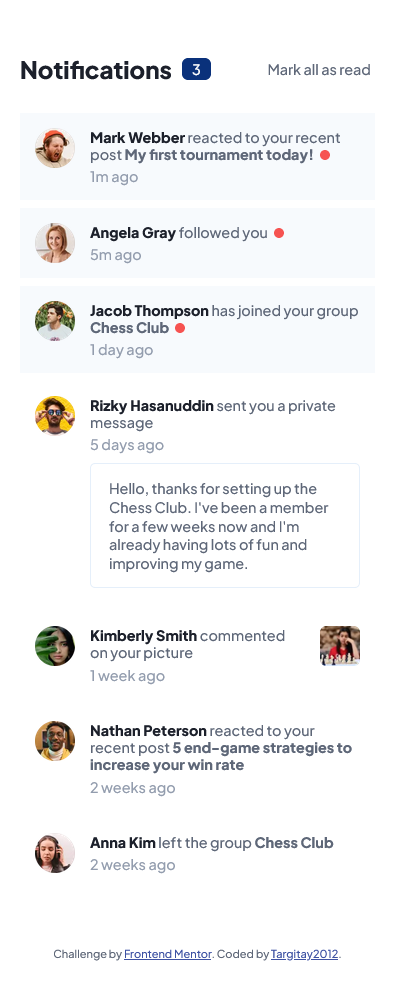 Notifications 3 Mark all as read
Mark Webber reacted to your recent
post My first tournament today!
1m ago
Angela Gray followed you
5m ago
Jacob Thompson has joined your group
Chess Club
1 day ago
Rizky Hasanuddin sent you a private
message
5 days ago
Hello, thanks for setting up the
Chess Club. I've been a member
for a few weeks now and I'm
already having lots of fun and
improving my game.
Kimberly Smith commented
on your picture
1 week ago
Nathan Peterson reacted to your
recent post 5 end-game strategies to
increase your win rate
2 weeks ago
Anna Kim left the group Chess Club
2 weeks ago
Challenge by Frontend Mentor. Coded by Targitay2012.